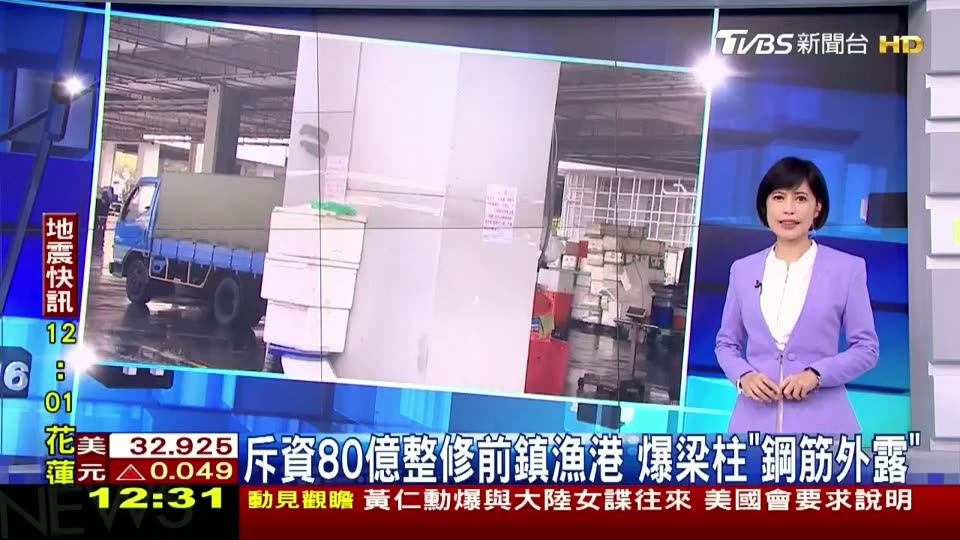 TVBS新聞台 HD
地震快訊
12:01 花蓮
美元 32.925
△0.049
斥資80億整修前鎮漁港 爆梁柱"鋼筋外露"
12:31
動見觀瞻 黃仁勳爆與大陸女諜往來 美國會要求說明
NEWS